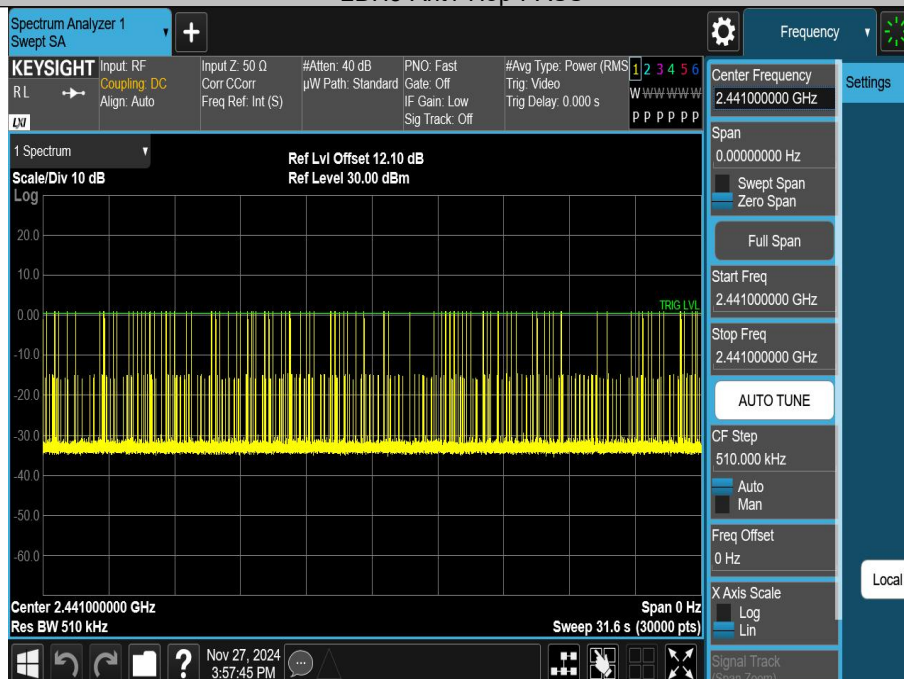 Spectrum Analyzer 1
Swept SA
Frequency
KEYSIGHT
R L
LXI
Input: RF
Coupling: DC
Align: Auto
Input Z: 50 Ω
Corr CCorr
Freq Ref: Int (S)
#Atten: 40 dB
µW Path: Standard
PNO: Fast
Gate: Off
IF Gain: Low
Sig Track: Off
#Avg Type: Power (RMS
Trig: Video
Trig Delay: 0.000 s
1 2 3 4 5 6
W W W W W W
P P P P P P
1 Spectrum
Scale/Div 10 dB
Ref Lvl Offset 12.10 dB
Ref Level 30.00 dBm
Log
20.0
10.0
0.00
-10.0
-20.0
-30.0
-40.0
-50.0
-60.0
TRIG LVL
Center 2.441000000 GHz
Span 0 Hz
Res BW 510 kHz
Sweep 31.6 s (30000 pts)
Center Frequency
2.441000000 GHz
Settings
Span
0.00000000 Hz
Swept Span
Zero Span
Full Span
Start Freq
2.441000000 GHz
Stop Freq
2.441000000 GHz
AUTO TUNE
CF Step
510.000 kHz
Auto
Man
Freq Offset
0 Hz
Local
X Axis Scale
Log
Lin
Signal Track
(Span Zoom)
?
Nov 27, 2024
3:57:45 PM